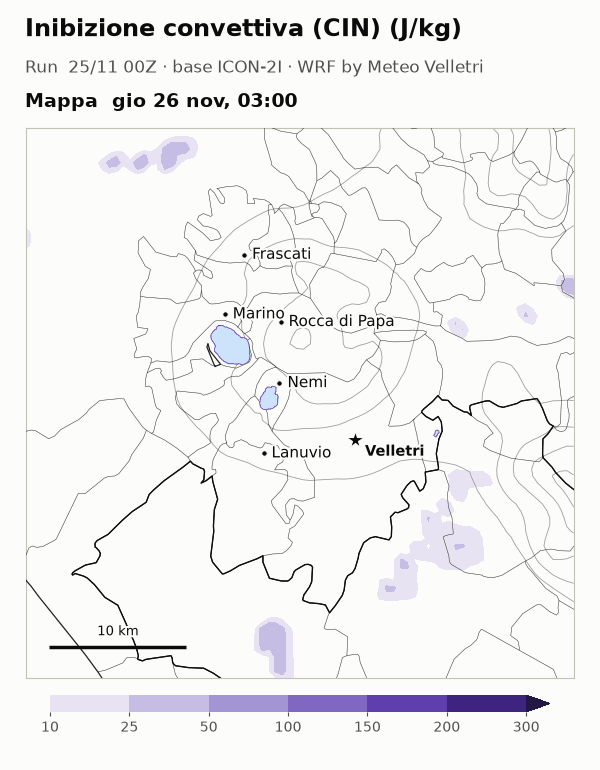 Inibizione convettiva (CIN) (J/kg)
Run  25/11 00Z · base ICON-2I · WRF by Meteo Velletri
Mappa  gio 26 nov, 03:00
Frascati
Marino
Rocca di Papa
Nemi
Velletri
Lanuvio
10 km
10 25 50 100 150 200 300